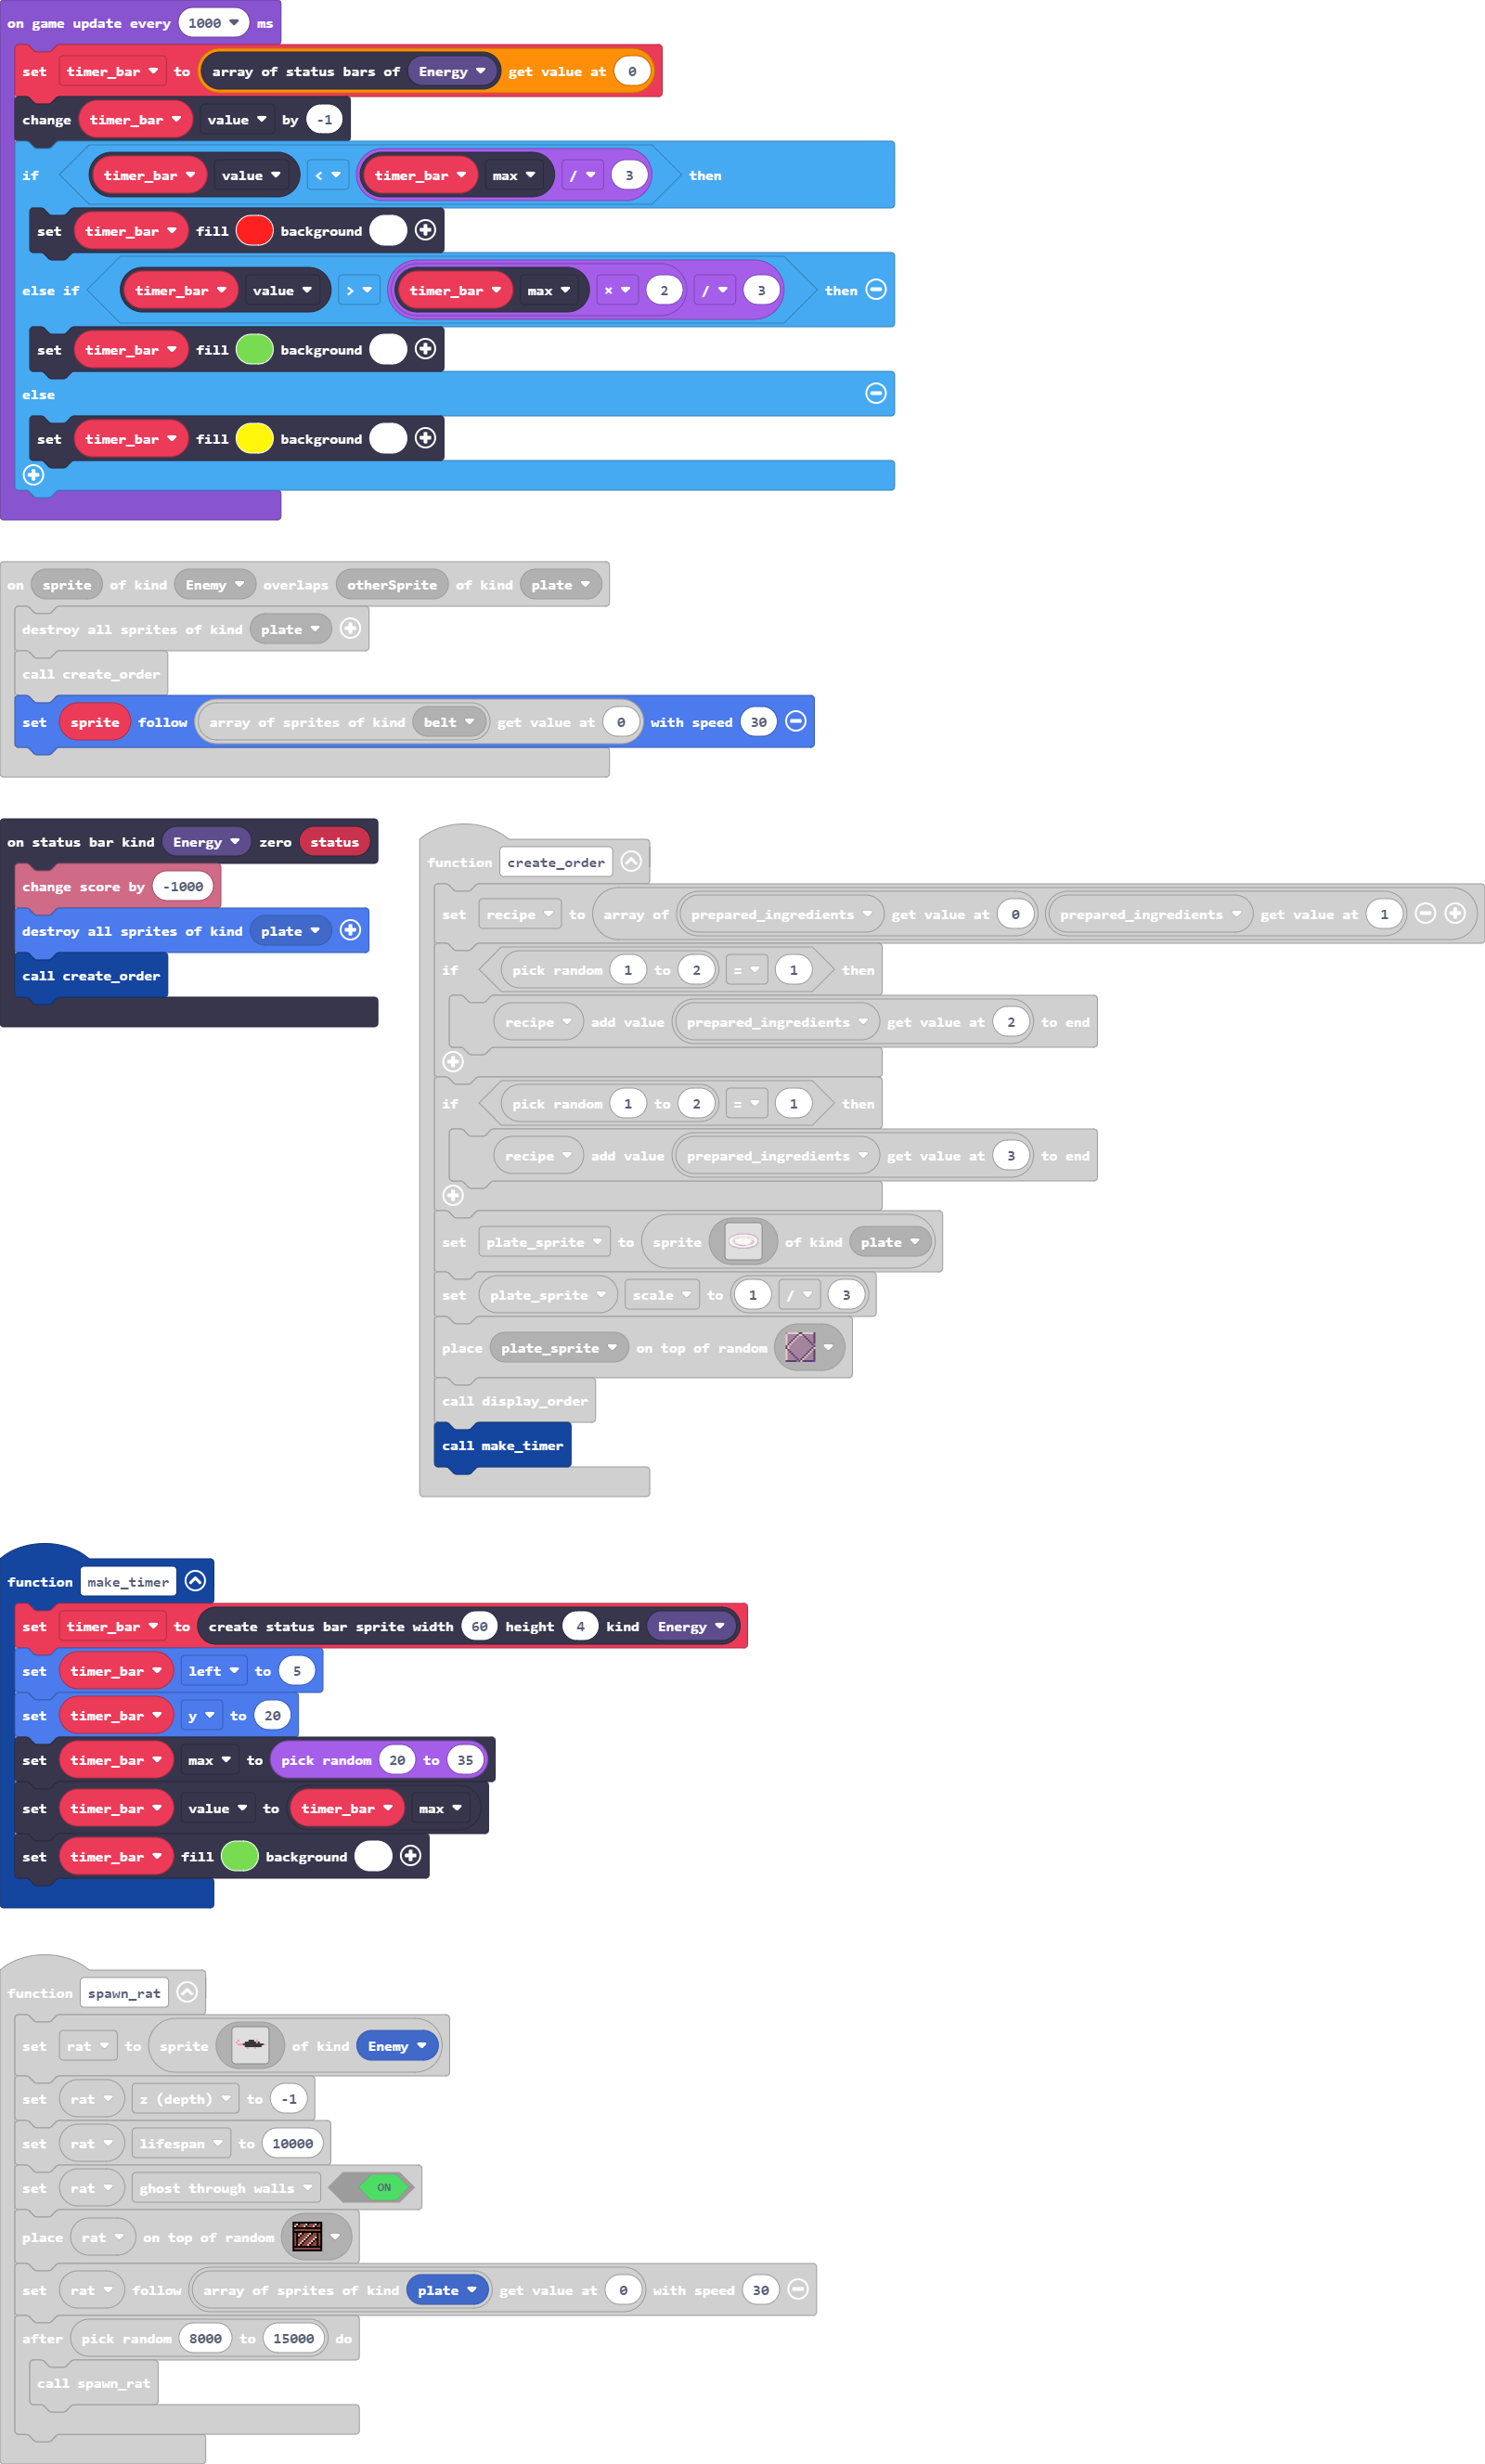 on game update every 1000 ms
set timer_bar to array of status bars of Energy get value at 0
change timer_bar value by -1
if timer_bar value < timer_bar max / 3 then
set timer_bar fill background
else if timer_bar value > timer_bar max × 2 / 3 then
set timer_bar fill background
else
set timer_bar fill background
on sprite of kind Enemy overlaps otherSprite of kind plate
destroy all sprites of kind plate
call create_order
set sprite follow array of sprites of kind belt get value at 0 with speed 30
on status bar kind Energy zero status
change score by -1000
destroy all sprites of kind plate
call create_order
function create_order
set recipe to array of prepared_ingredients get value at 0 prepared_ingredients get value at 1
if pick random 1 to 2 = 1 then
recipe add value prepared_ingredients get value at 2 to end
if pick random 1 to 2 = 1 then
recipe add value prepared_ingredients get value at 3 to end
set plate_sprite to sprite of kind plate
set plate_sprite scale to 1 / 3
place plate_sprite on top of random
call display_order
call make_timer
function make_timer
set timer_bar to create status bar sprite width 60 height 4 kind Energy
set timer_bar left to 5
set timer_bar y to 20
set timer_bar max to pick random 20 to 35
set timer_bar value to timer_bar max
set timer_bar fill background
function spawn_rat
set rat to sprite of kind Enemy
set rat z (depth) to -1
set rat lifespan to 10000
set rat ghost through walls ON
place rat on top of random
set rat follow array of sprites of kind plate get value at 0 with speed 30
after pick random 8000 to 15000 do
call spawn_rat